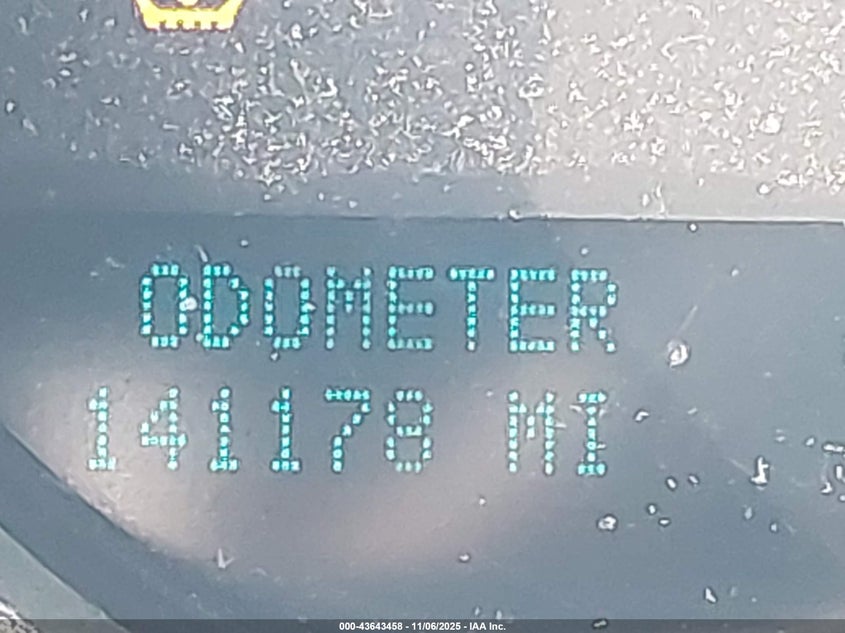 ODOMETER
141178 MI
000-43643458 - 11/06/2025 - IAA Inc.